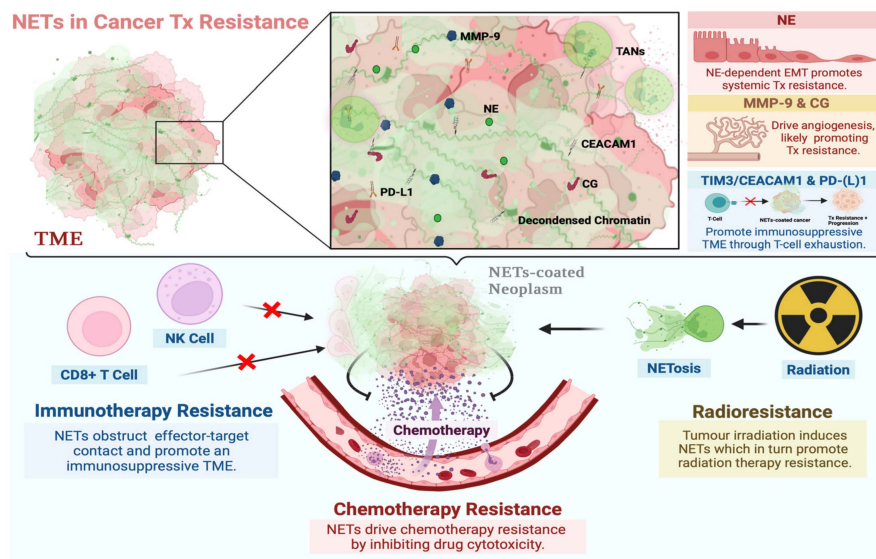 NETs in Cancer Tx Resistance
TME
MMP-9
TANs
NE
CEACAM1
PD-L1
CG
Decondensed Chromatin
NE
NE-dependent EMT promotes
systemic Tx resistance.
MMP-9 & CG
Drive angiogenesis,
likely promoting
Tx resistance.
TIM3/CEACAM1 & PD-(L)1
T-Cell
NETs-coated cancer
Tx Resistance +
Progression
Promote immunosuppressive
TME through T-cell exhaustion.
NETs-coated
Neoplasm
NK Cell
CD8+ T Cell
NETosis
Radiation
Immunotherapy Resistance
NETs obstruct effector-target
contact and promote an
immunosuppressive TME.
Chemotherapy
Radioresistance
Tumour irradiation induces
NETs which in turn promote
radiation therapy resistance.
Chemotherapy Resistance
NETs drive chemotherapy resistance
by inhibiting drug cytotoxicity.